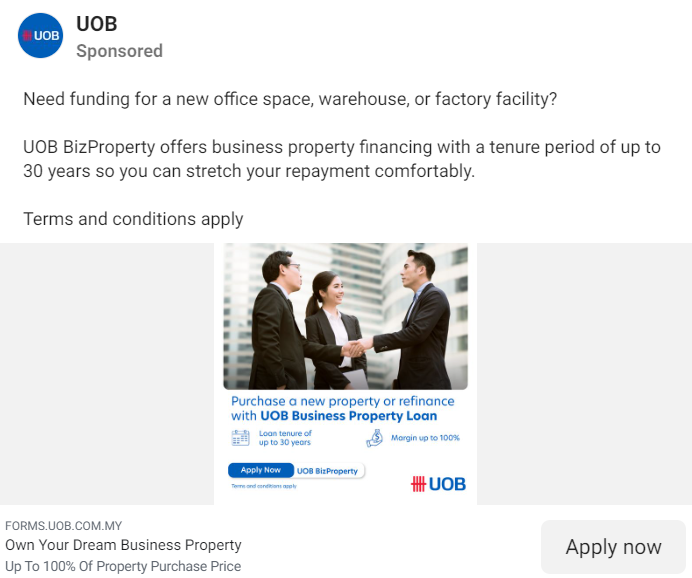 UOB
UOB
Sponsored
Need funding for a new office space, warehouse, or factory facility?
UOB BizProperty offers business property financing with a tenure period of up to
30 years so you can stretch your repayment comfortably.
Terms and conditions apply
Purchase a new property or refinance
with UOB Business Property Loan
Loan tenure of
up to 30 years
Margin up to 100%
Apply Now
UOB BizProperty
Terms and conditions apply
UOB
FORMS.UOB.COM.MY
Own Your Dream Business Property
Up To 100% Of Property Purchase Price
Apply now